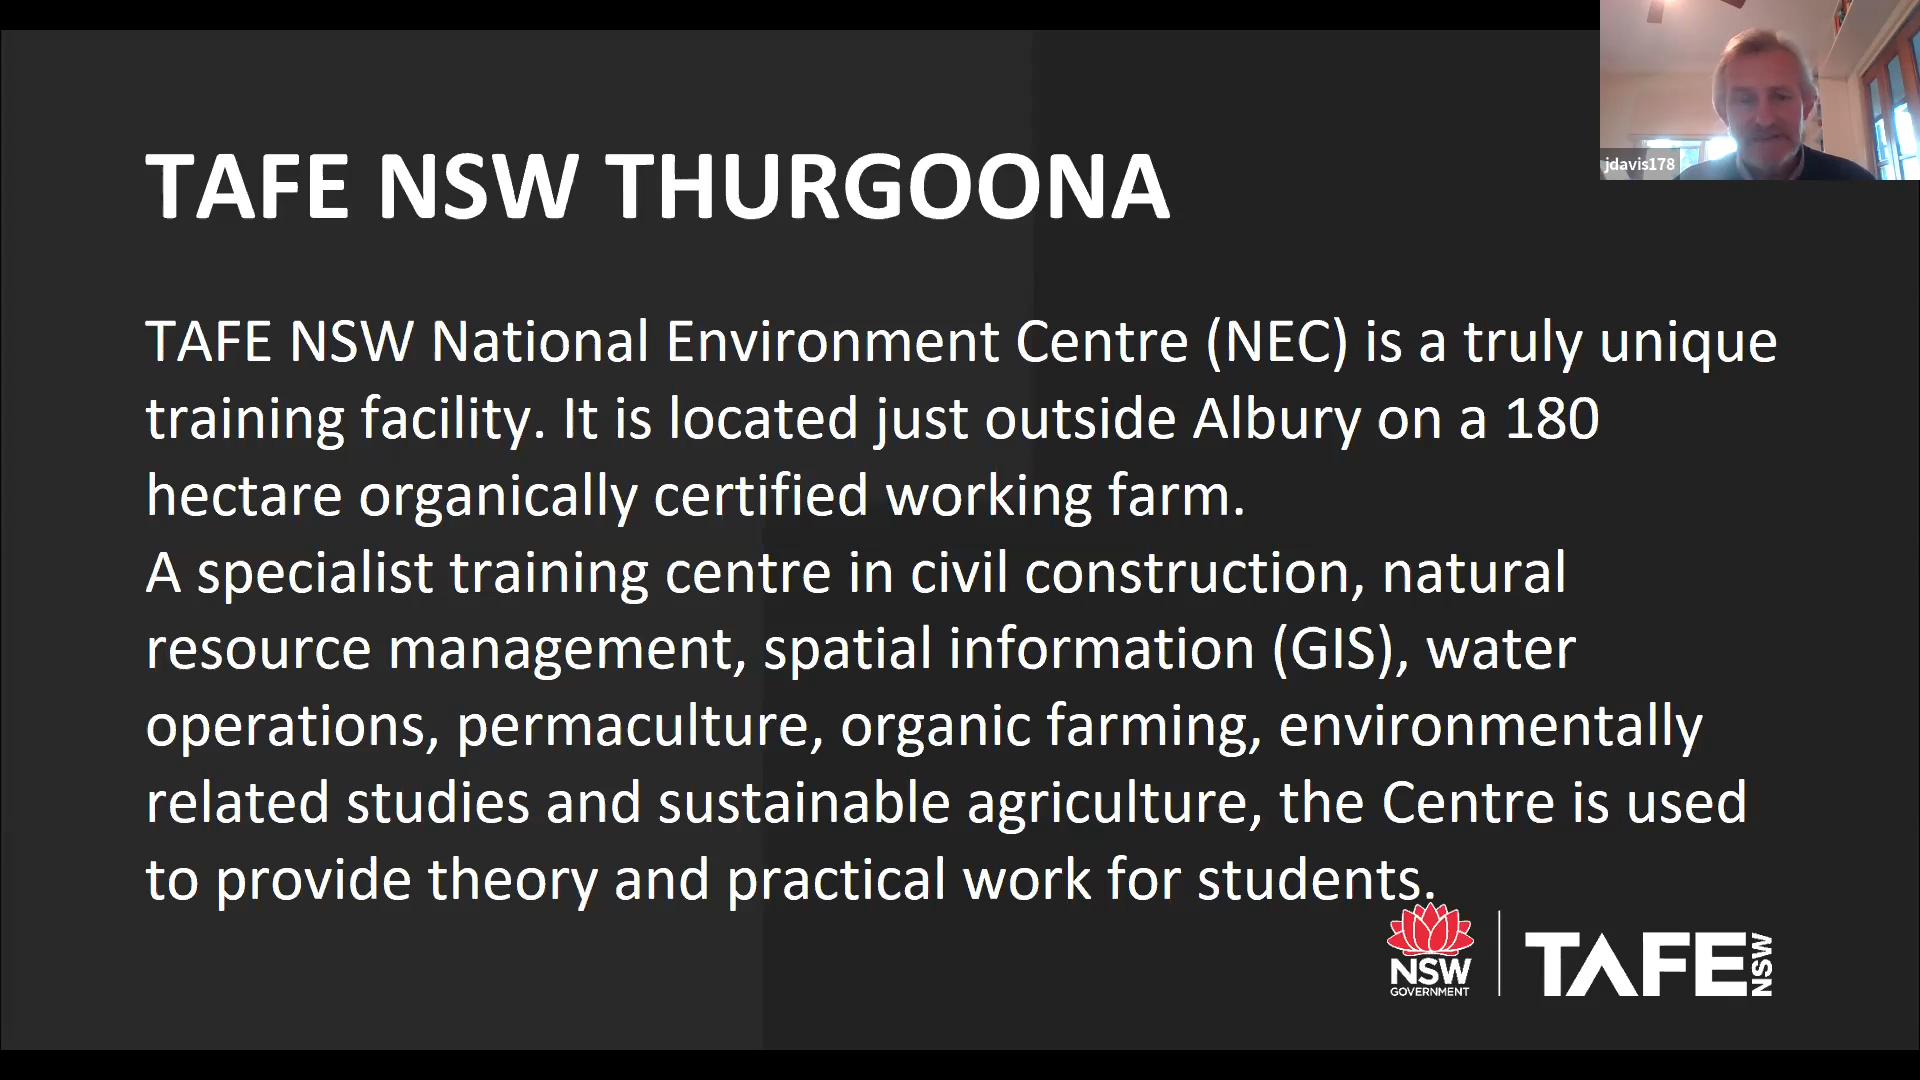 jdavis178
TAFE NSW THURGOONA
TAFE NSW National Environment Centre (NEC) is a truly unique
training facility. It is located just outside Albury on a 180
hectare organically certified working farm.
A specialist training centre in civil construction, natural
resource management, spatial information (GIS), water
operations, permaculture, organic farming, environmentally
related studies and sustainable agriculture, the Centre is used
to provide theory and practical work for students.
NSW
GOVERNMENT
TAFE NSW